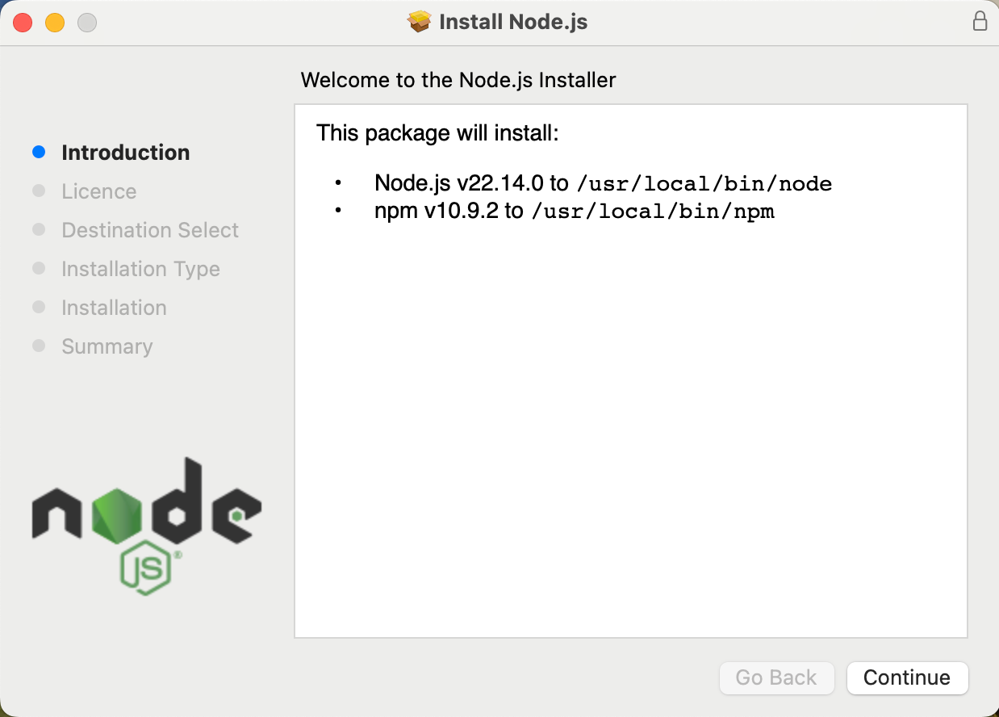 Install Node.js
Welcome to the Node.js Installer
Introduction
Licence
Destination Select
Installation Type
Installation
Summary
This package will install:
• Node.js v22.14.0 to /usr/local/bin/node
• npm v10.9.2 to /usr/local/bin/npm
node
JS®
Go Back
Continue